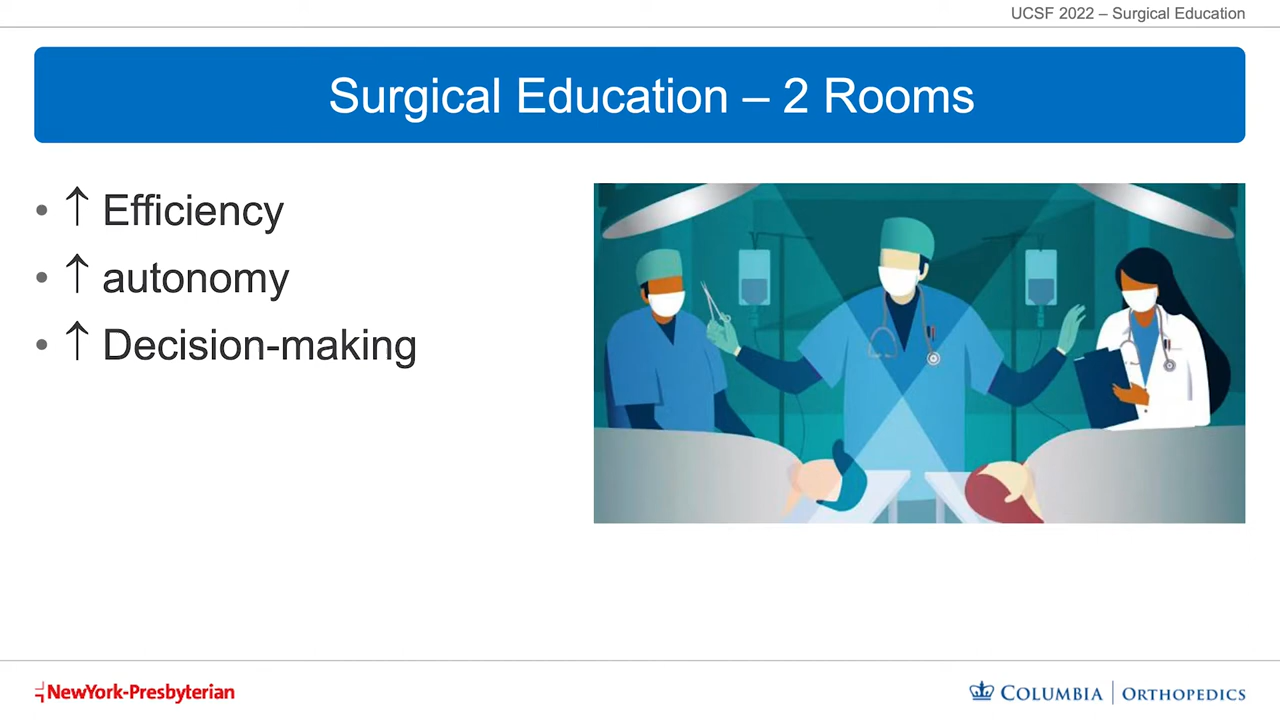 UCSF 2022 – Surgical Education
Surgical Education – 2 Rooms
• ↑ Efficiency
• ↑ autonomy
• ↑ Decision-making
NewYork-Presbyterian
COLUMBIA | ORTHOPEDICS